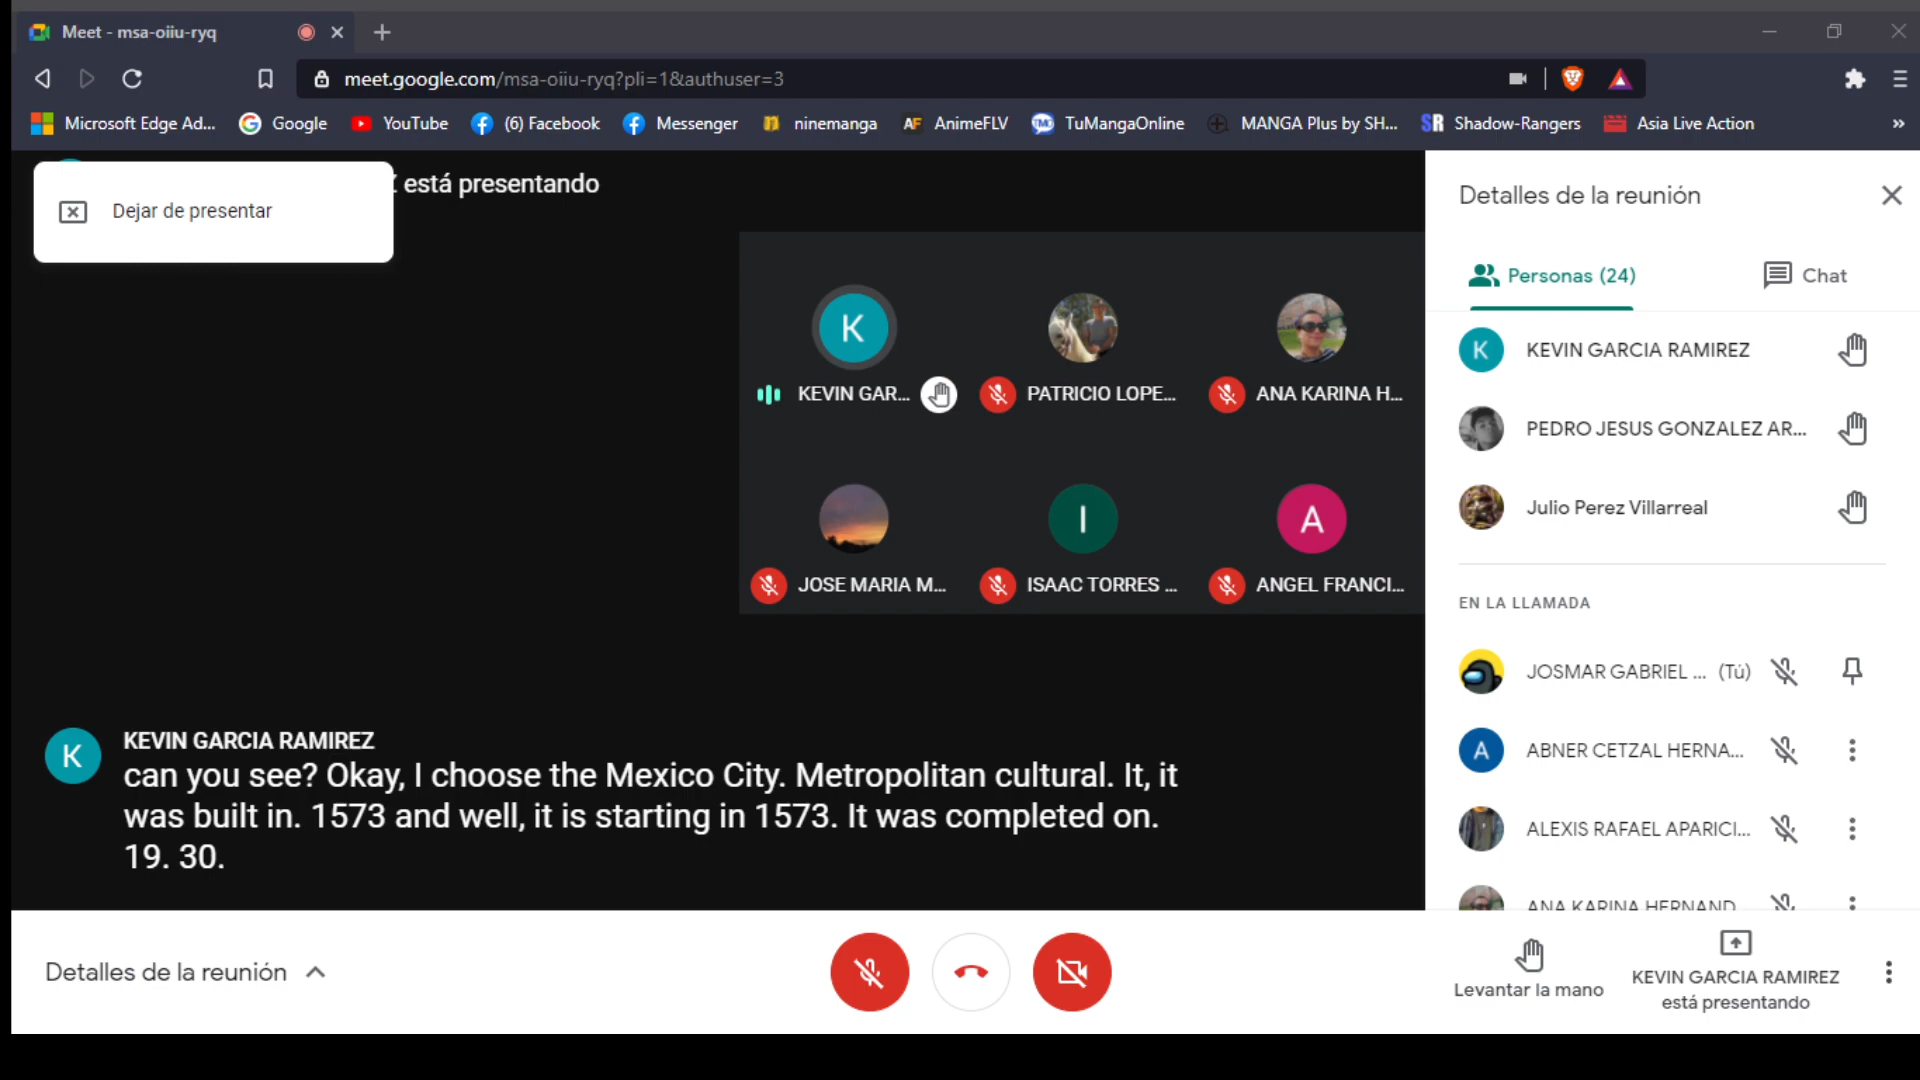 Meet - msa-oiiu-ryq
meet.google.com/msa-oiiu-ryq?pli=1&authuser=3
Microsoft Edge Ad...
Google
YouTube
(6) Facebook
Messenger
ninemanga
AF AnimeFLV
TMO TuMangaOnline
MANGA Plus by SH...
SR Shadow-Rangers
Asia Live Action
»
está presentando
Dejar de presentar
K
KEVIN GAR...
PATRICIO LOPE...
ANA KARINA H...
I
A
JOSE MARIA M...
ISAAC TORRES ...
ANGEL FRANCI...
K
KEVIN GARCIA RAMIREZ
can you see? Okay, I choose the Mexico City. Metropolitan cultural. It, it
was built in. 1573 and well, it is starting in 1573. It was completed on.
19. 30.
Detalles de la reunión
Personas (24)
Chat
K
KEVIN GARCIA RAMIREZ
PEDRO JESUS GONZALEZ AR...
Julio Perez Villarreal
EN LA LLAMADA
JOSMAR GABRIEL ... (Tú)
A
ABNER CETZAL HERNA...
ALEXIS RAFAEL APARICI...
ANA KARINA HERNAND...
Detalles de la reunión
Levantar la mano
KEVIN GARCIA RAMIREZ
está presentando